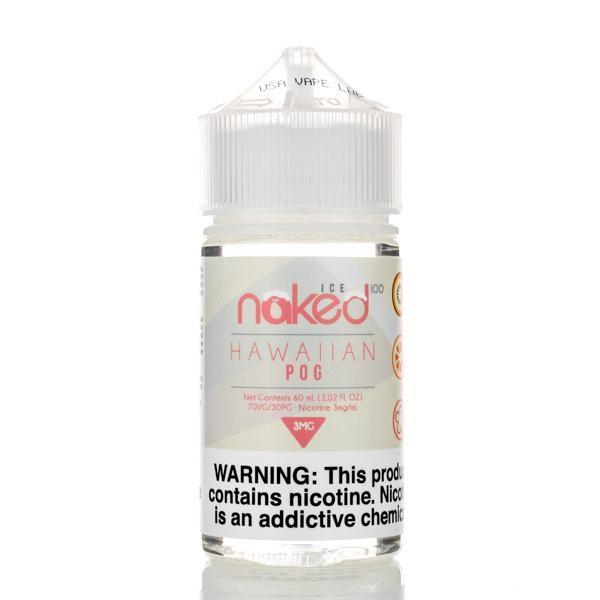 USA VAPE LAB
TO
ICE
naked 100
HAWAIIAN
POG
Net Contents 60 mL (2.02 fL OZ)
70VG/30PG · Nicotine 3mg/mL
3MG
WARNING: This produ
contains nicotine. Nico
is an addictive chemic